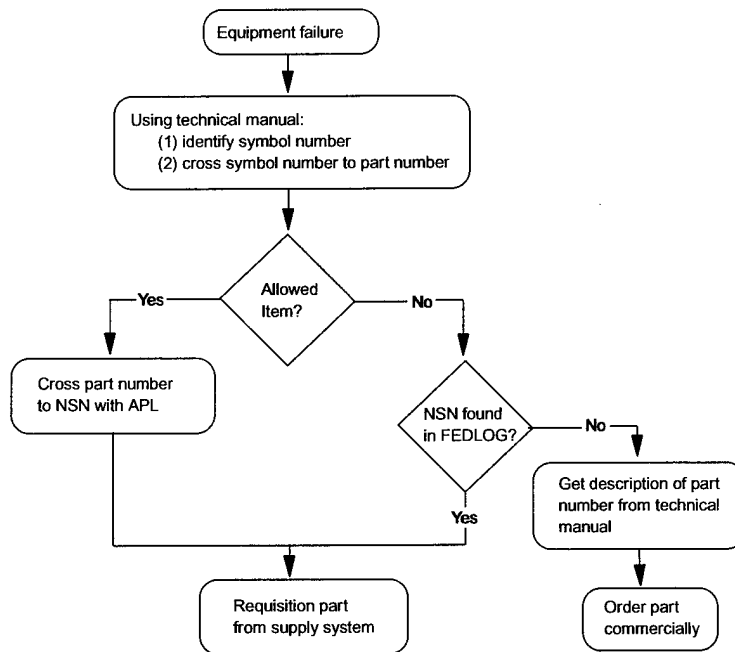 Equipment failure
Using technical manual:
(1) identify symbol number
(2) cross symbol number to part number
Allowed
Item?
Yes
No
Cross part number
to NSN with APL
NSN found
in FEDLOG?
No
Yes
Get description of part
number from technical
manual
Requisition part
from supply system
Order part
commercially